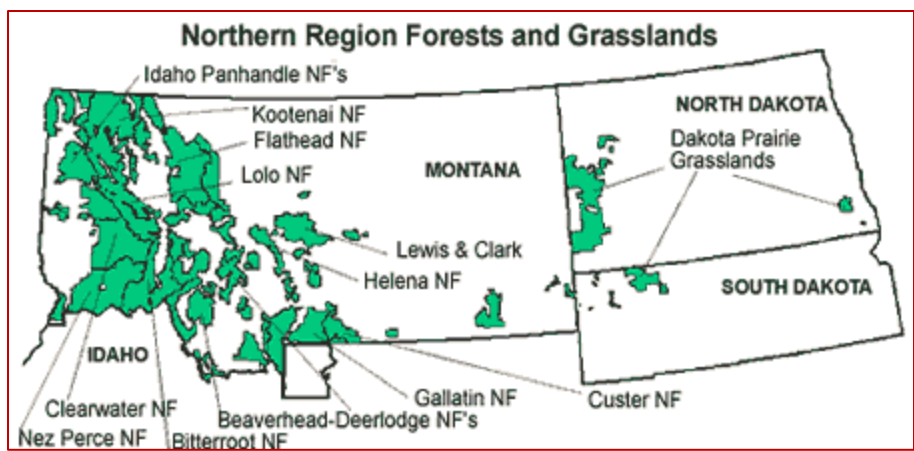 Northern Region Forests and Grasslands
Idaho Panhandle NF's
Kootenai NF
Flathead NF
Lolo NF
MONTANA
NORTH DAKOTA
Dakota Prairie
Grasslands
Lewis & Clark
Helena NF
SOUTH DAKOTA
IDAHO
Gallatin NF
Custer NF
Clearwater NF
Beaverhead-Deerlodge NF's
Nez Perce NF
Bitterroot NF